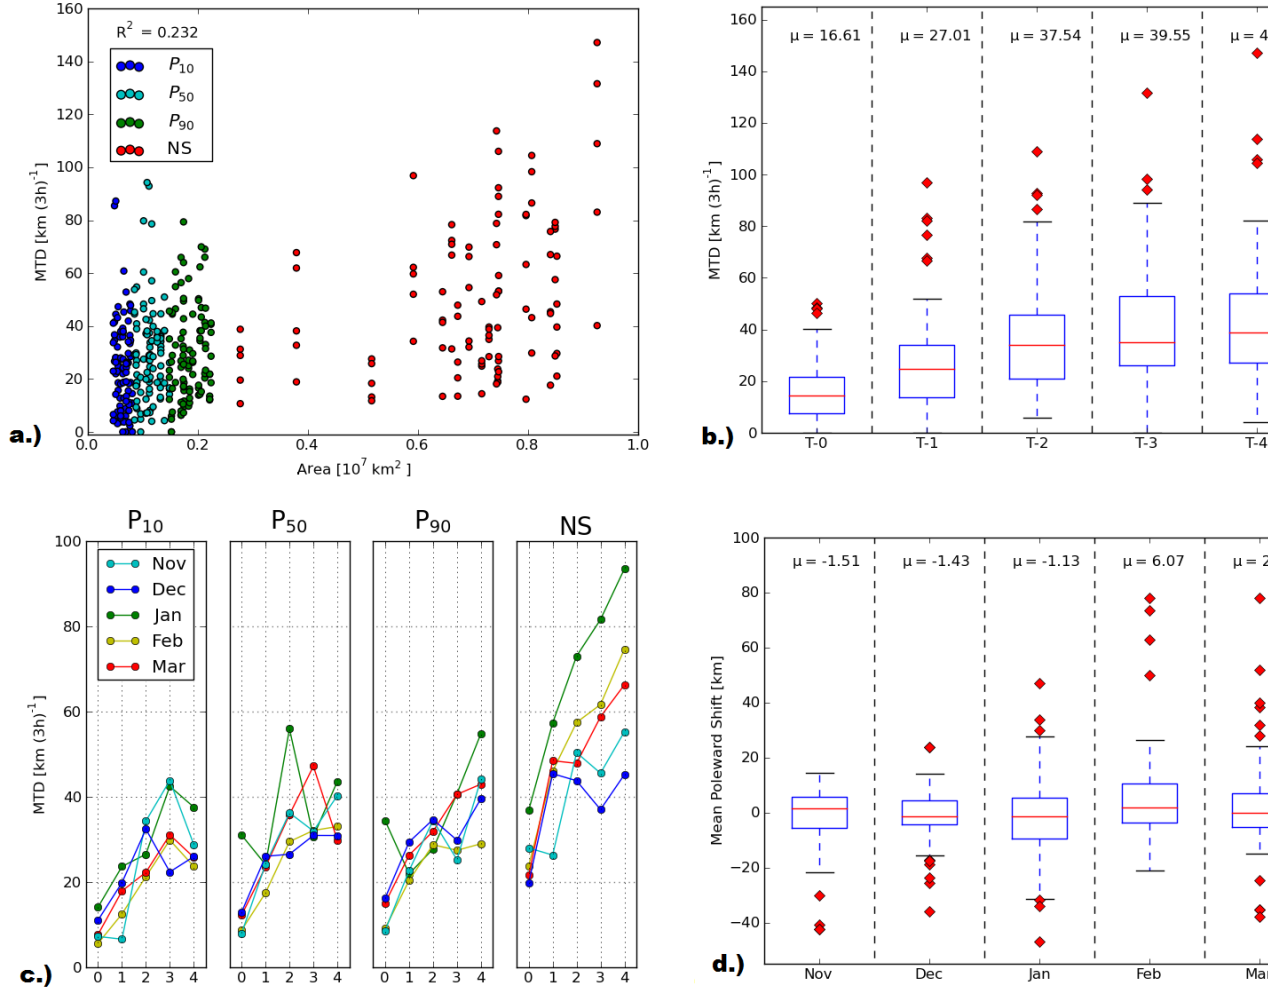 160
140
120
100
80
60
40
20
0
MTD [km (3h)⁻¹]
R² = 0.232
P₁₀
P₅₀
P₉₀
NS
0.0 0.2 0.4 0.6 0.8 1.0
Area [10⁷ km²]
a.)
160
140
120
100
80
60
40
20
0
MTD [km (3h)⁻¹]
μ = 16.61 μ = 27.01 μ = 37.54 μ = 39.55 μ = 4
T-0 T-1 T-2 T-3 T-4
b.)
P₁₀ P₅₀ P₉₀ NS
100
80
60
40
20
0
MTD [km (3h)⁻¹]
Nov
Dec
Jan
Feb
Mar
0 1 2 3 4 0 1 2 3 4 0 1 2 3 4 0 1 2 3 4
c.)
100
80
60
40
20
0
−20
−40
Mean Poleward Shift [km]
μ = -1.51 μ = -1.43 μ = -1.13 μ = 6.07 μ = 2
Nov Dec Jan Feb Mar
d.)